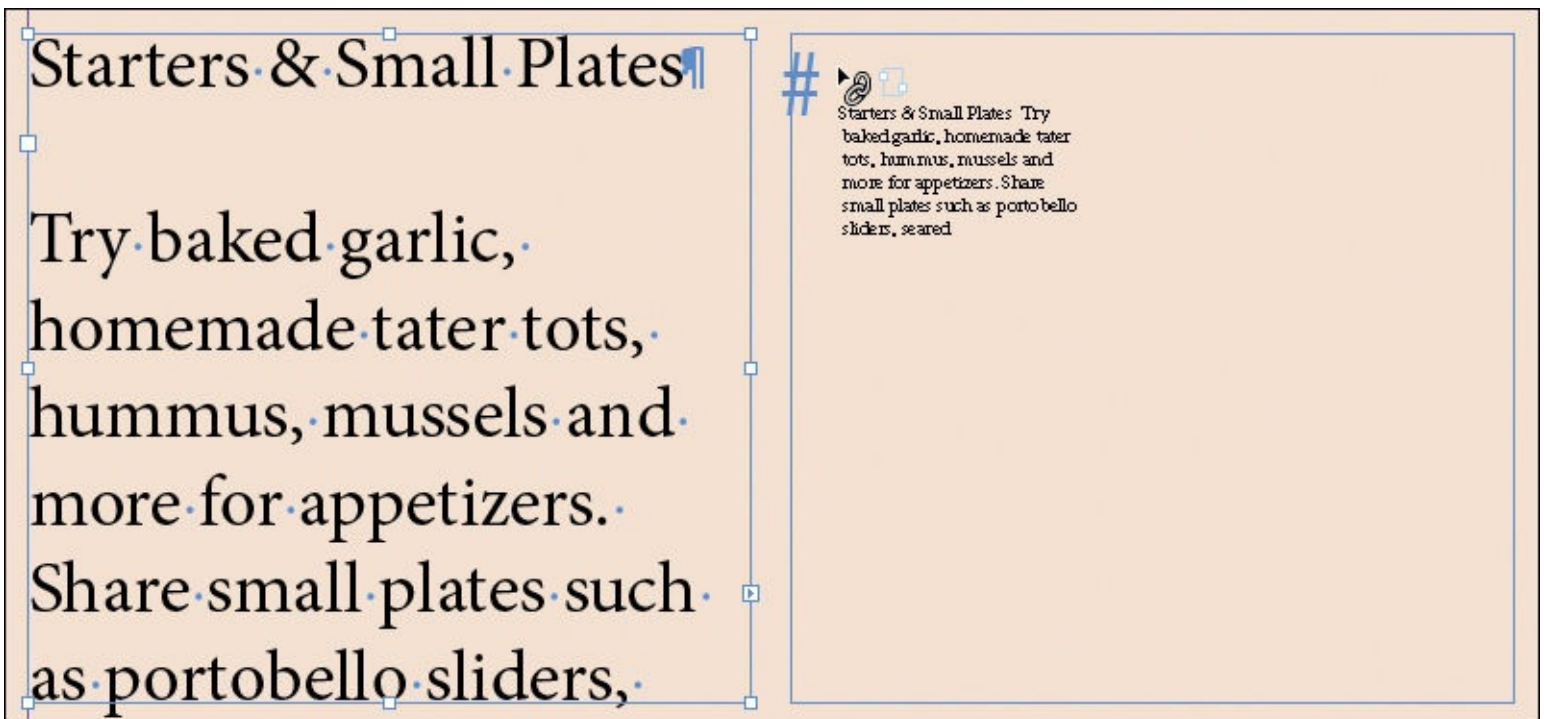 Starters & Small Plates¶
Try baked garlic,
homemade tater tots,
hummus, mussels and
more for appetizers.
Share small plates such
as portobello sliders,
#
Starters & Small Plates Try
baked garlic, homemade tater
tots, hummus, mussels and
more for appetizers. Share
small plates such as portobello
sliders, seared